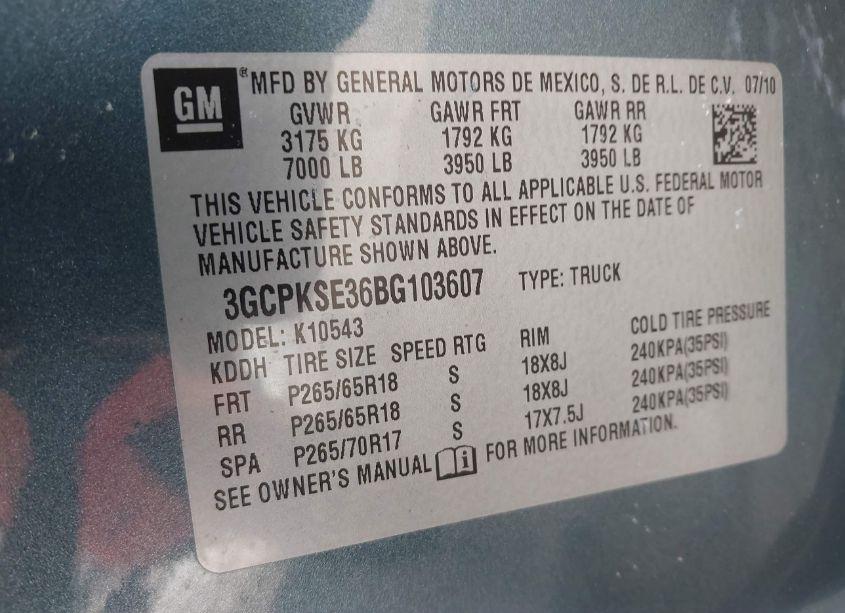 GM ® MFD BY GENERAL MOTORS DE MEXICO, S. DE R.L. DE C.V. 07/10
GVWR GAWR FRT GAWR RR
3175 KG 1792 KG 1792 KG
7000 LB 3950 LB 3950 LB
THIS VEHICLE CONFORMS TO ALL APPLICABLE U.S. FEDERAL MOTOR
VEHICLE SAFETY STANDARDS IN EFFECT ON THE DATE OF
MANUFACTURE SHOWN ABOVE.
3GCPKSE36BG103607 TYPE: TRUCK
MODEL: K10543
KDDH TIRE SIZE SPEED RTG RIM COLD TIRE PRESSURE
FRT P265/65R18 S 18X8J 240KPA(35PSI)
RR P265/65R18 S 18X8J 240KPA(35PSI)
SPA P265/70R17 S 17X7.5J 240KPA(35PSI)
SEE OWNER'S MANUAL i FOR MORE INFORMATION.